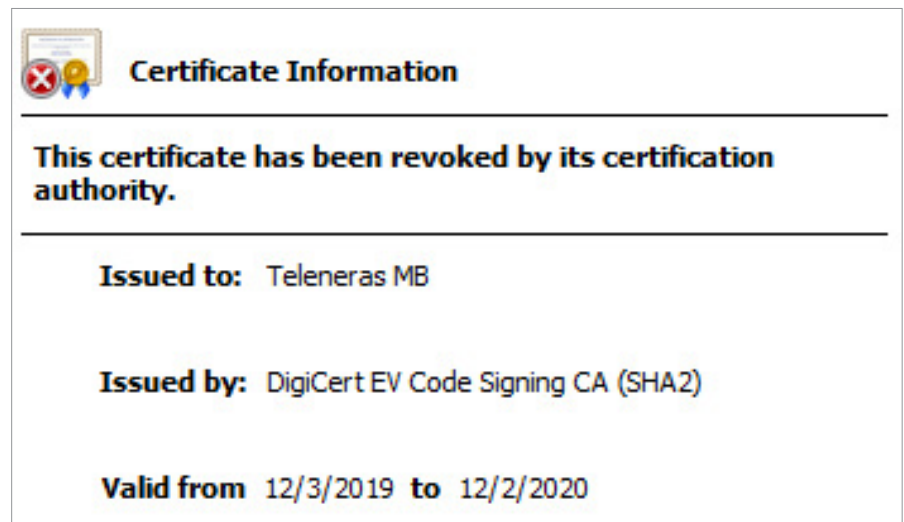 Certificate Information
This certificate has been revoked by its certification
authority.
Issued to: Teleneras MB
Issued by: DigiCert EV Code Signing CA (SHA2)
Valid from 12/3/2019 to 12/2/2020